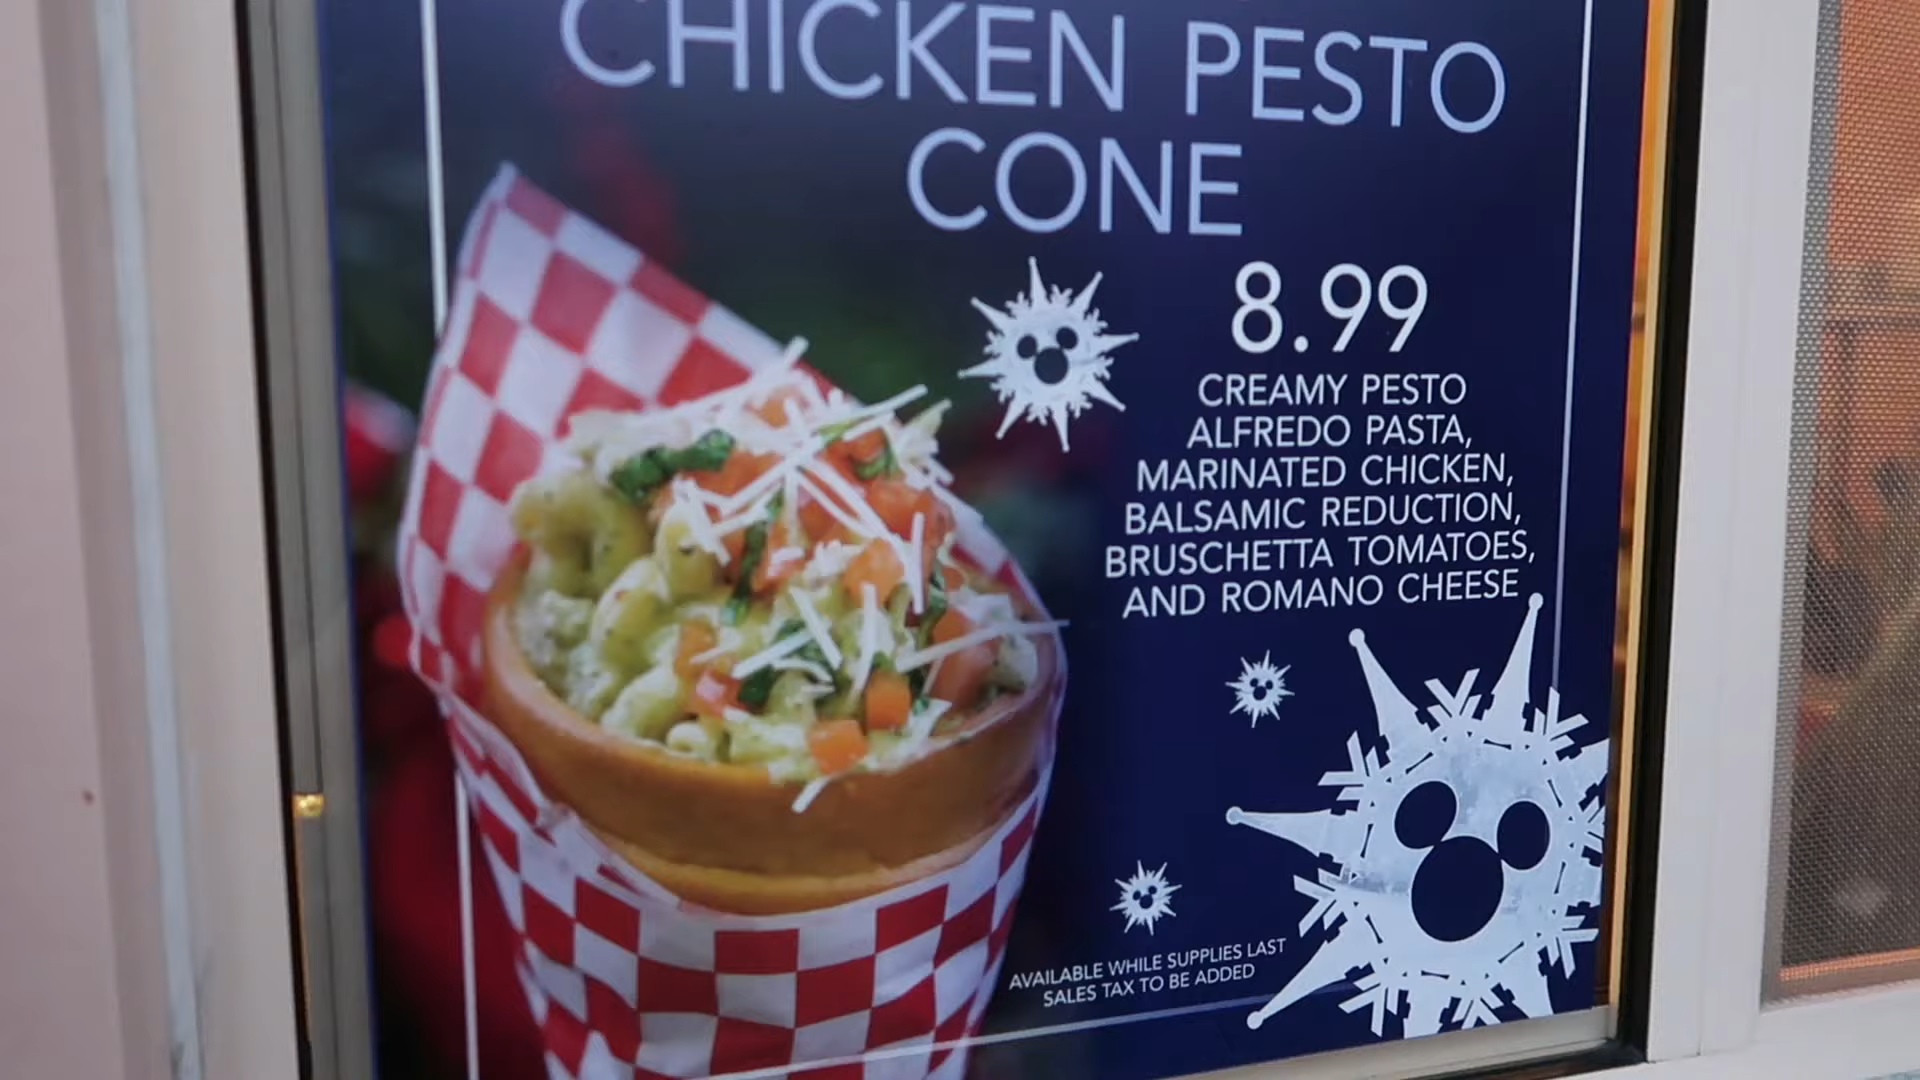 CHICKEN PESTO
CONE
8.99
CREAMY PESTO
ALFREDO PASTA,
MARINATED CHICKEN,
BALSAMIC REDUCTION,
BRUSCHETTA TOMATOES,
AND ROMANO CHEESE
AVAILABLE WHILE SUPPLIES LAST
SALES TAX TO BE ADDED